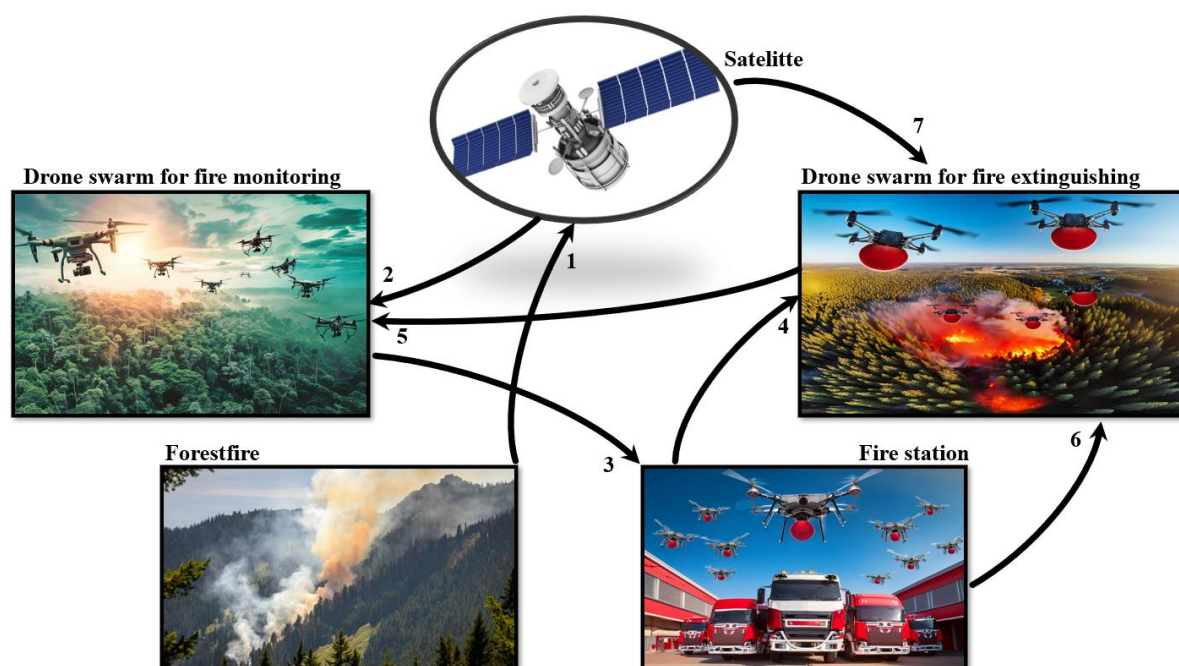 Satelitte
7
Drone swarm for fire monitoring
Drone swarm for fire extinguishing
2
1
5
4
Forestfire
3
Fire station
6